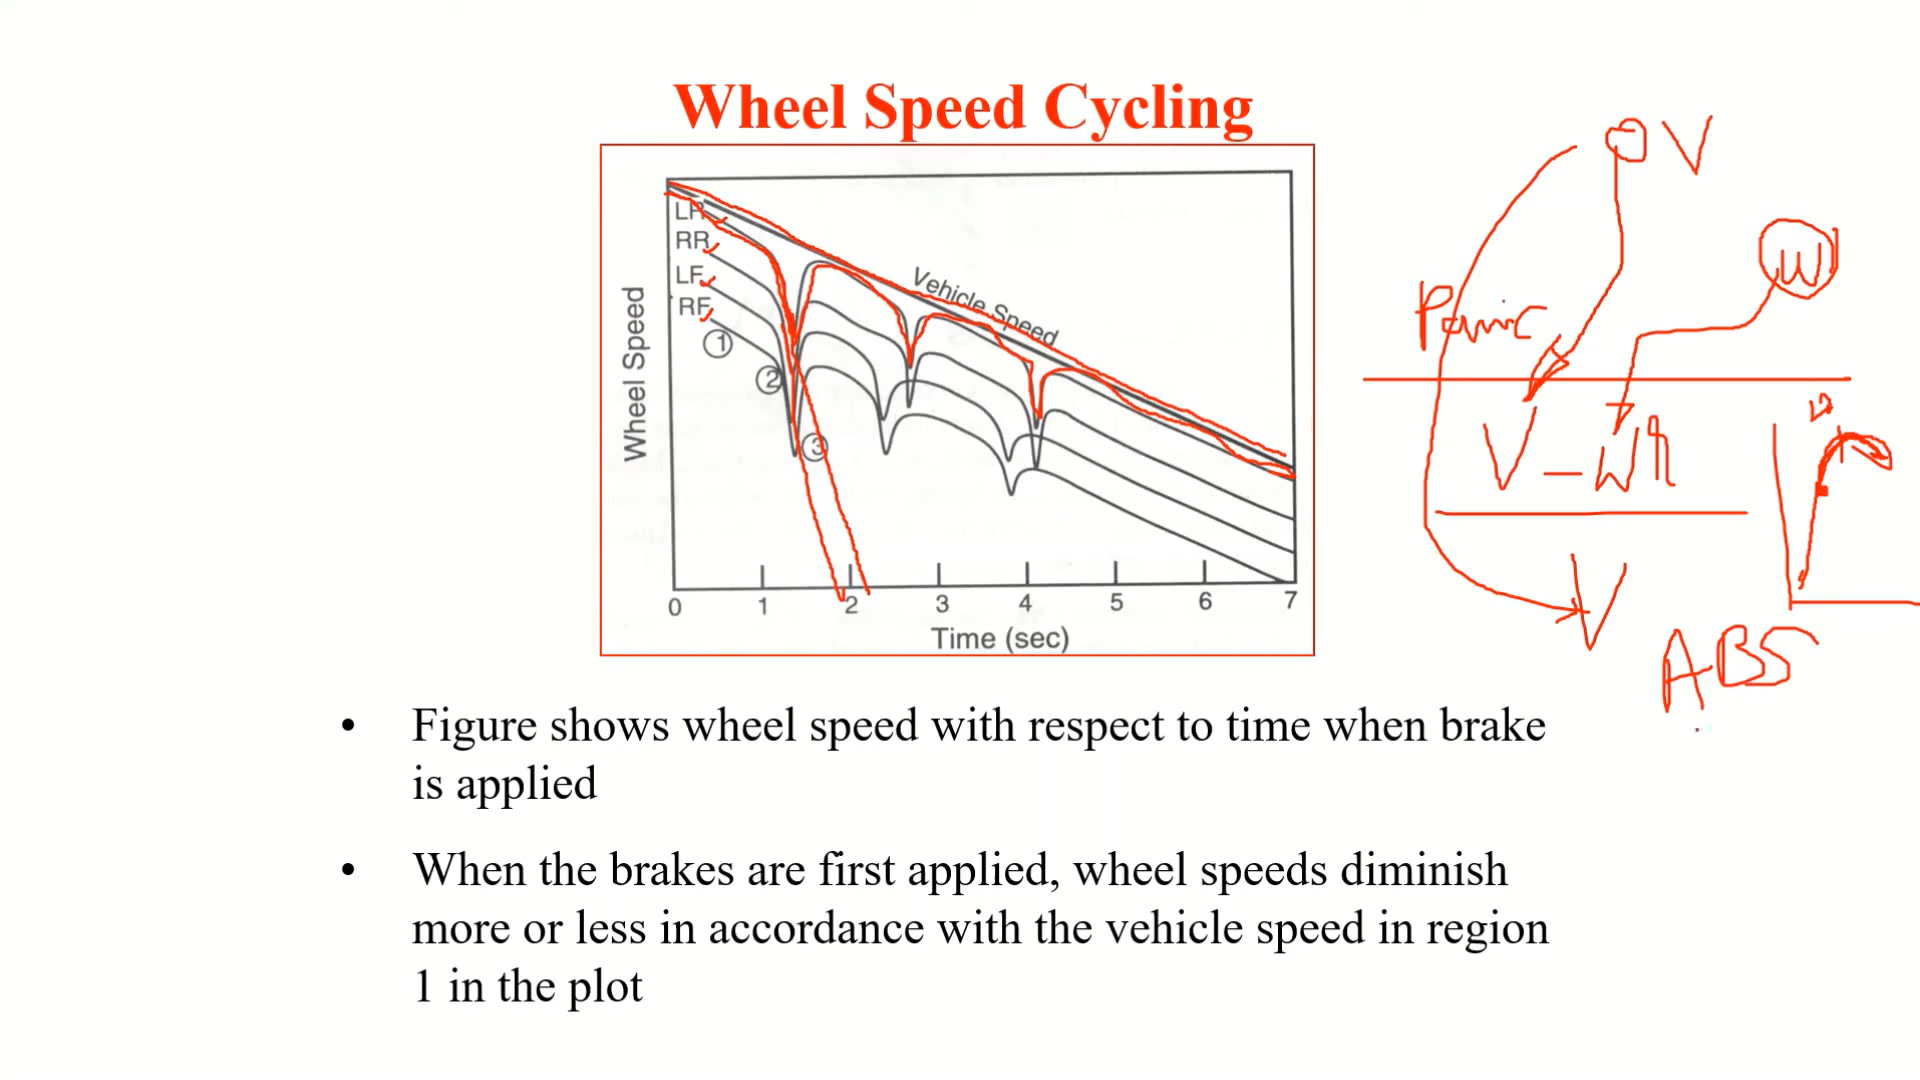 Wheel Speed Cycling
LR
RR
LF
RF
1
2
3
Vehicle Speed
Wheel Speed
0 1 2 3 4 5 6 7
Time (sec)
V
W
Panic
V - Wr
V
ABS
• Figure shows wheel speed with respect to time when brake
is applied
• When the brakes are first applied, wheel speeds diminish
more or less in accordance with the vehicle speed in region
1 in the plot